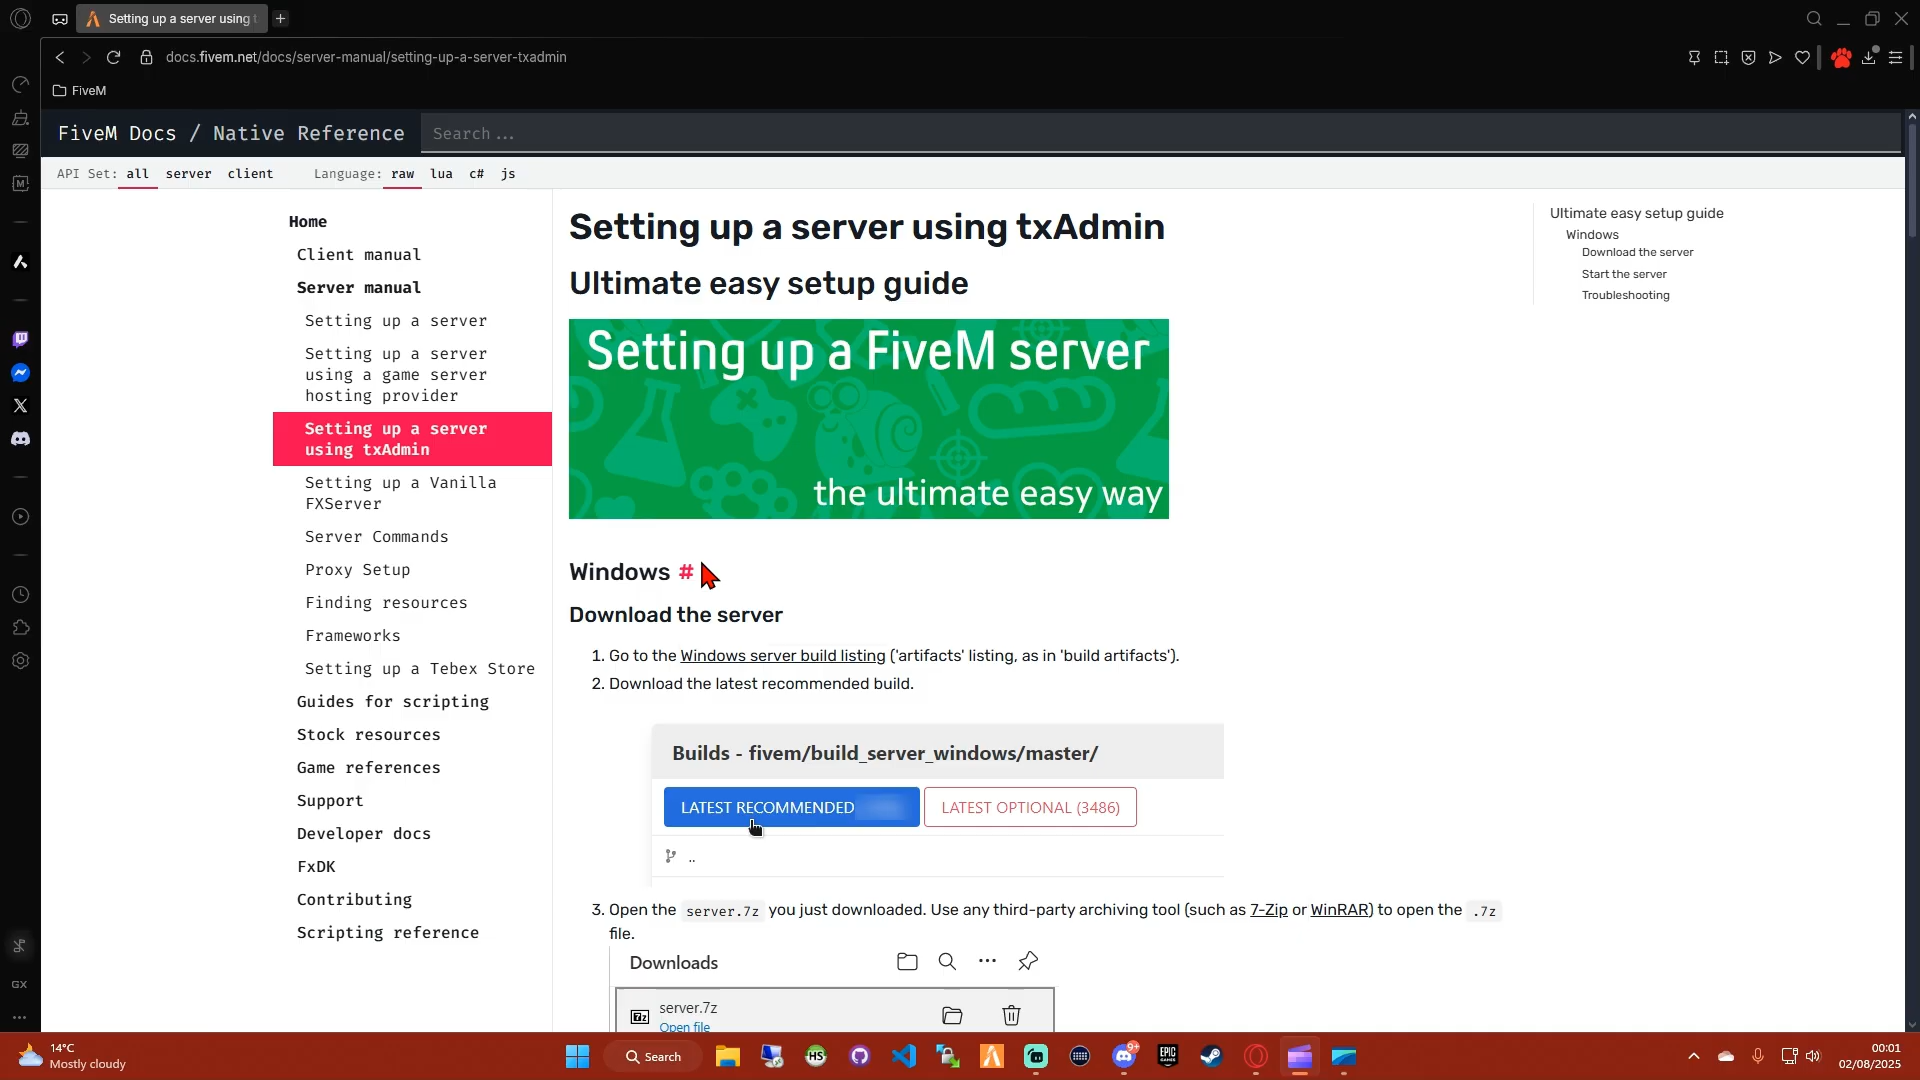 Setting up a server using t
docs.fivem.net/docs/server-manual/setting-up-a-server-txadmin
FiveM
FiveM Docs / Native Reference
Search ...
API Set: all server client Language: raw lua c# js
Home
Client manual
Server manual
Setting up a server
Setting up a server
using a game server
hosting provider
Setting up a server
using txAdmin
Setting up a Vanilla
FXServer
Server Commands
Proxy Setup
Finding resources
Frameworks
Setting up a Tebex Store
Guides for scripting
Stock resources
Game references
Support
Developer docs
FxDK
Contributing
Scripting reference
Setting up a server using txAdmin
Ultimate easy setup guide
Setting up a FiveM server
the ultimate easy way
Windows #
Download the server
1. Go to the Windows server build listing ('artifacts' listing, as in 'build artifacts').
2. Download the latest recommended build.
Builds - fivem/build_server_windows/master/
LATEST RECOMMENDED
LATEST OPTIONAL (3486)
..
3. Open the server.7z you just downloaded. Use any third-party archiving tool (such as 7-Zip or WinRAR) to open the .7z
file.
Downloads
7z
server.7z
Open file
Ultimate easy setup guide
Windows
Download the server
Start the server
Troubleshooting
GX
14°C
Mostly cloudy
Search
HS
9+
EPIC
GAMES
00:01
02/08/2025